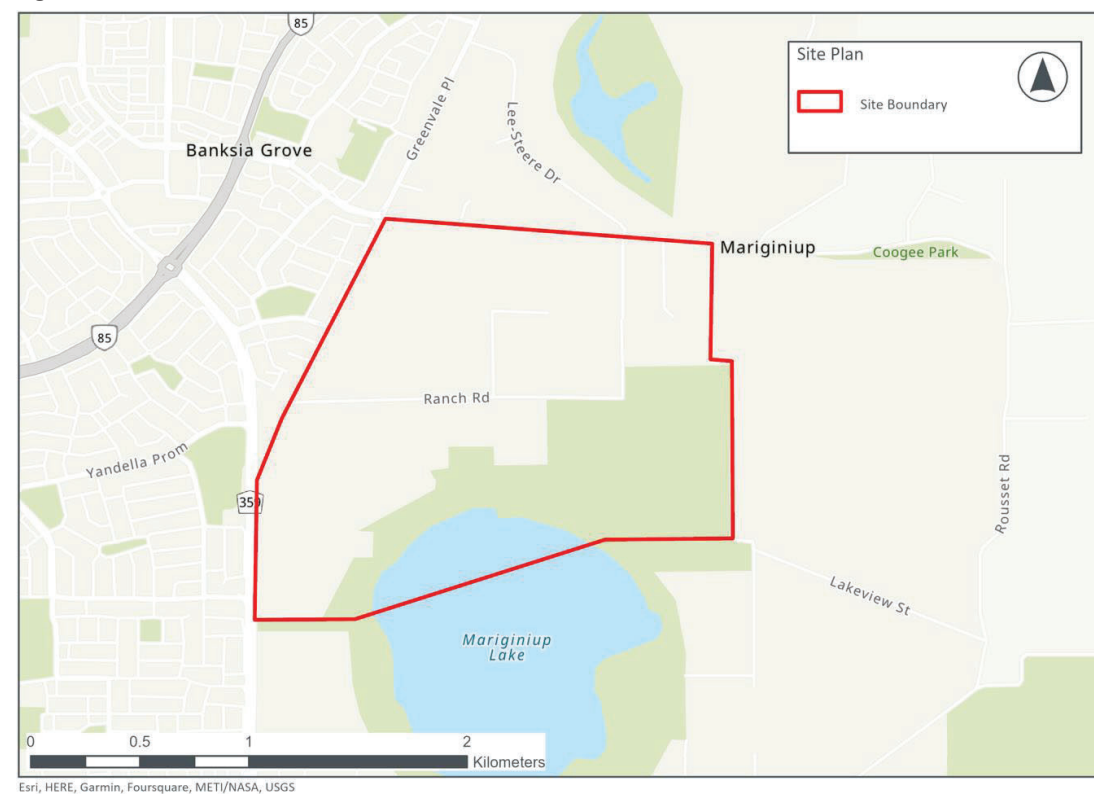 85
Site Plan
Site Boundary
Greenvale Pl
Lee-Steere Dr
Banksia Grove
Mariginiup
Coogee Park
85
Ranch Rd
Yandella Prom
359
Rousset Rd
Lakeview St
Mariginiup
Lake
0 0.5 1 2
Kilometers
Esri, HERE, Garmin, Foursquare, METI/NASA, USGS